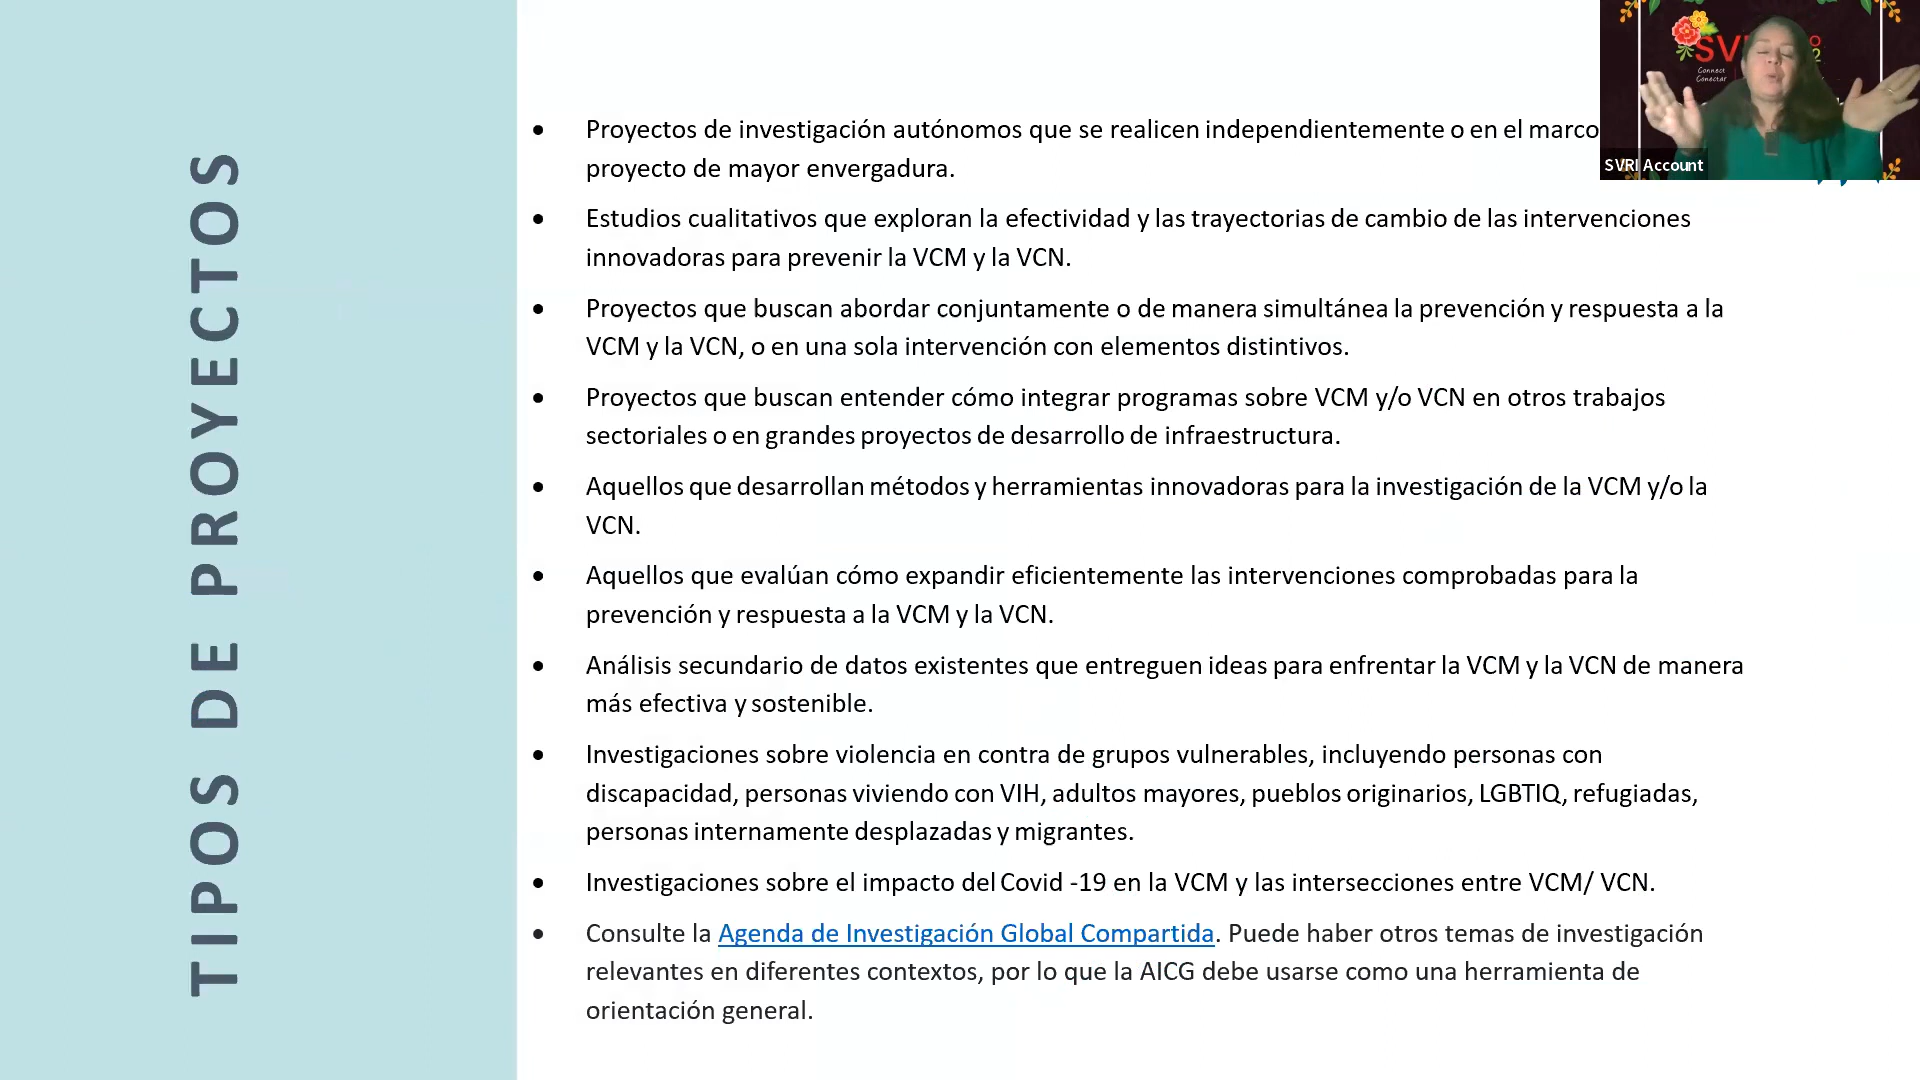 TIPOS DE PROYECTOS
• Proyectos de investigación autónomos que se realicen independientemente o en el marco
proyecto de mayor envergadura.
• Estudios cualitativos que exploran la efectividad y las trayectorias de cambio de las intervenciones
innovadoras para prevenir la VCM y la VCN.
• Proyectos que buscan abordar conjuntamente o de manera simultánea la prevención y respuesta a la
VCM y la VCN, o en una sola intervención con elementos distintivos.
• Proyectos que buscan entender cómo integrar programas sobre VCM y/o VCN en otros trabajos
sectoriales o en grandes proyectos de desarrollo de infraestructura.
• Aquellos que desarrollan métodos y herramientas innovadoras para la investigación de la VCM y/o la
VCN.
• Aquellos que evalúan cómo expandir eficientemente las intervenciones comprobadas para la
prevención y respuesta a la VCM y la VCN.
• Análisis secundario de datos existentes que entreguen ideas para enfrentar la VCM y la VCN de manera
más efectiva y sostenible.
• Investigaciones sobre violencia en contra de grupos vulnerables, incluyendo personas con
discapacidad, personas viviendo con VIH, adultos mayores, pueblos originarios, LGBTIQ, refugiadas,
personas internamente desplazadas y migrantes.
• Investigaciones sobre el impacto del Covid -19 en la VCM y las intersecciones entre VCM/ VCN.
• Consulte la Agenda de Investigación Global Compartida. Puede haber otros temas de investigación
relevantes en diferentes contextos, por lo que la AICG debe usarse como una herramienta de
orientación general.
Connect
Conectar
SVRI Account